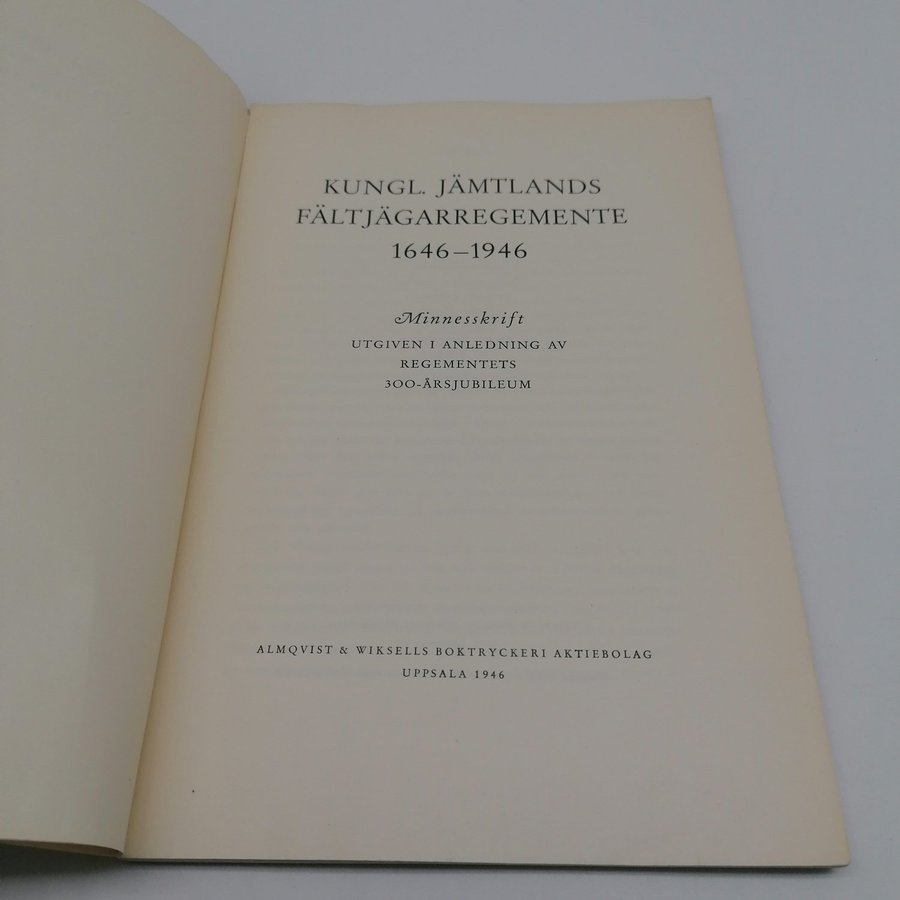 KUNGL. JÄMTLANDS
FÄLTJÄGARREGEMENTE
1646–1946
Minnesskrift
UTGIVEN I ANLEDNING AV
REGEMENTETS
300-ÅRSJUBILEUM
ALMQVIST & WIKSELLS BOKTRYCKERI AKTIEBOLAG
UPPSALA 1946